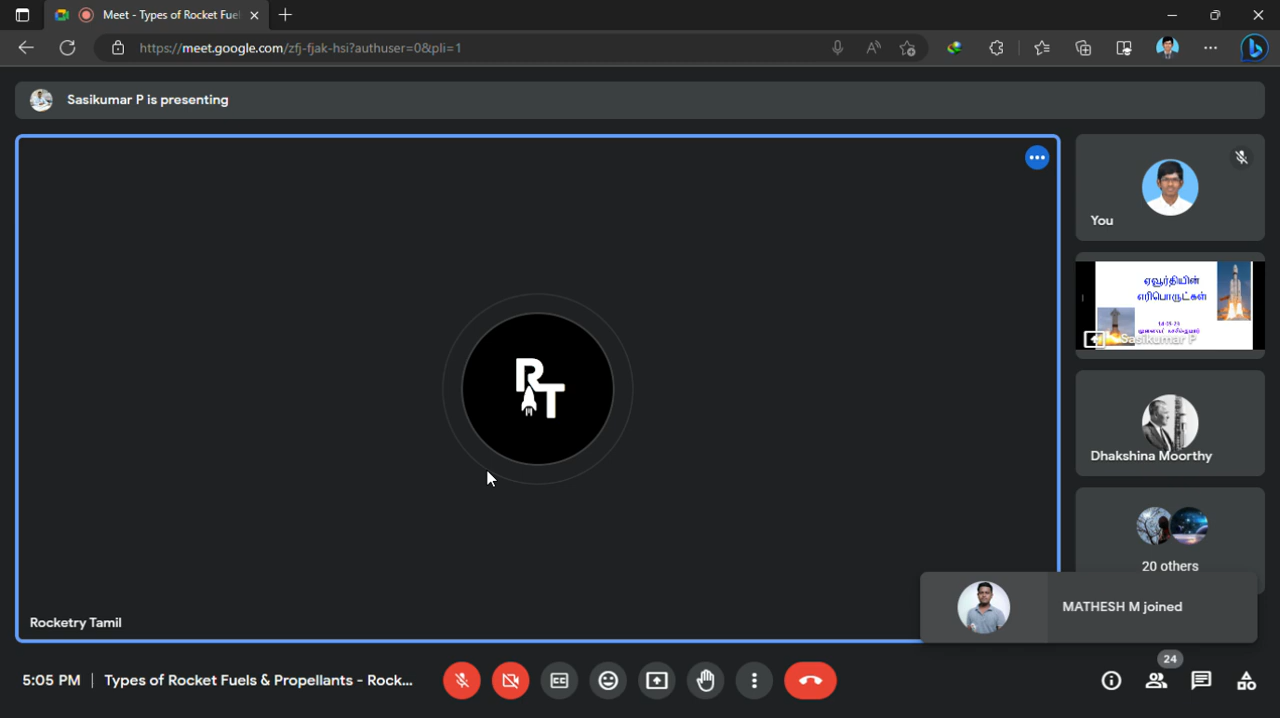 Meet - Types of Rocket Fuel
https://meet.google.com/zfj-fjak-hsi?authuser=0&pli=1
Sasikumar P is presenting
You
ஏவூர்தியின்
எரிபொருட்கள்
Sasikumar P
RT
Dhakshina Moorthy
20 others
MATHESH M joined
Rocketry Tamil
24
5:05 PM | Types of Rocket Fuels & Propellants - Rock...